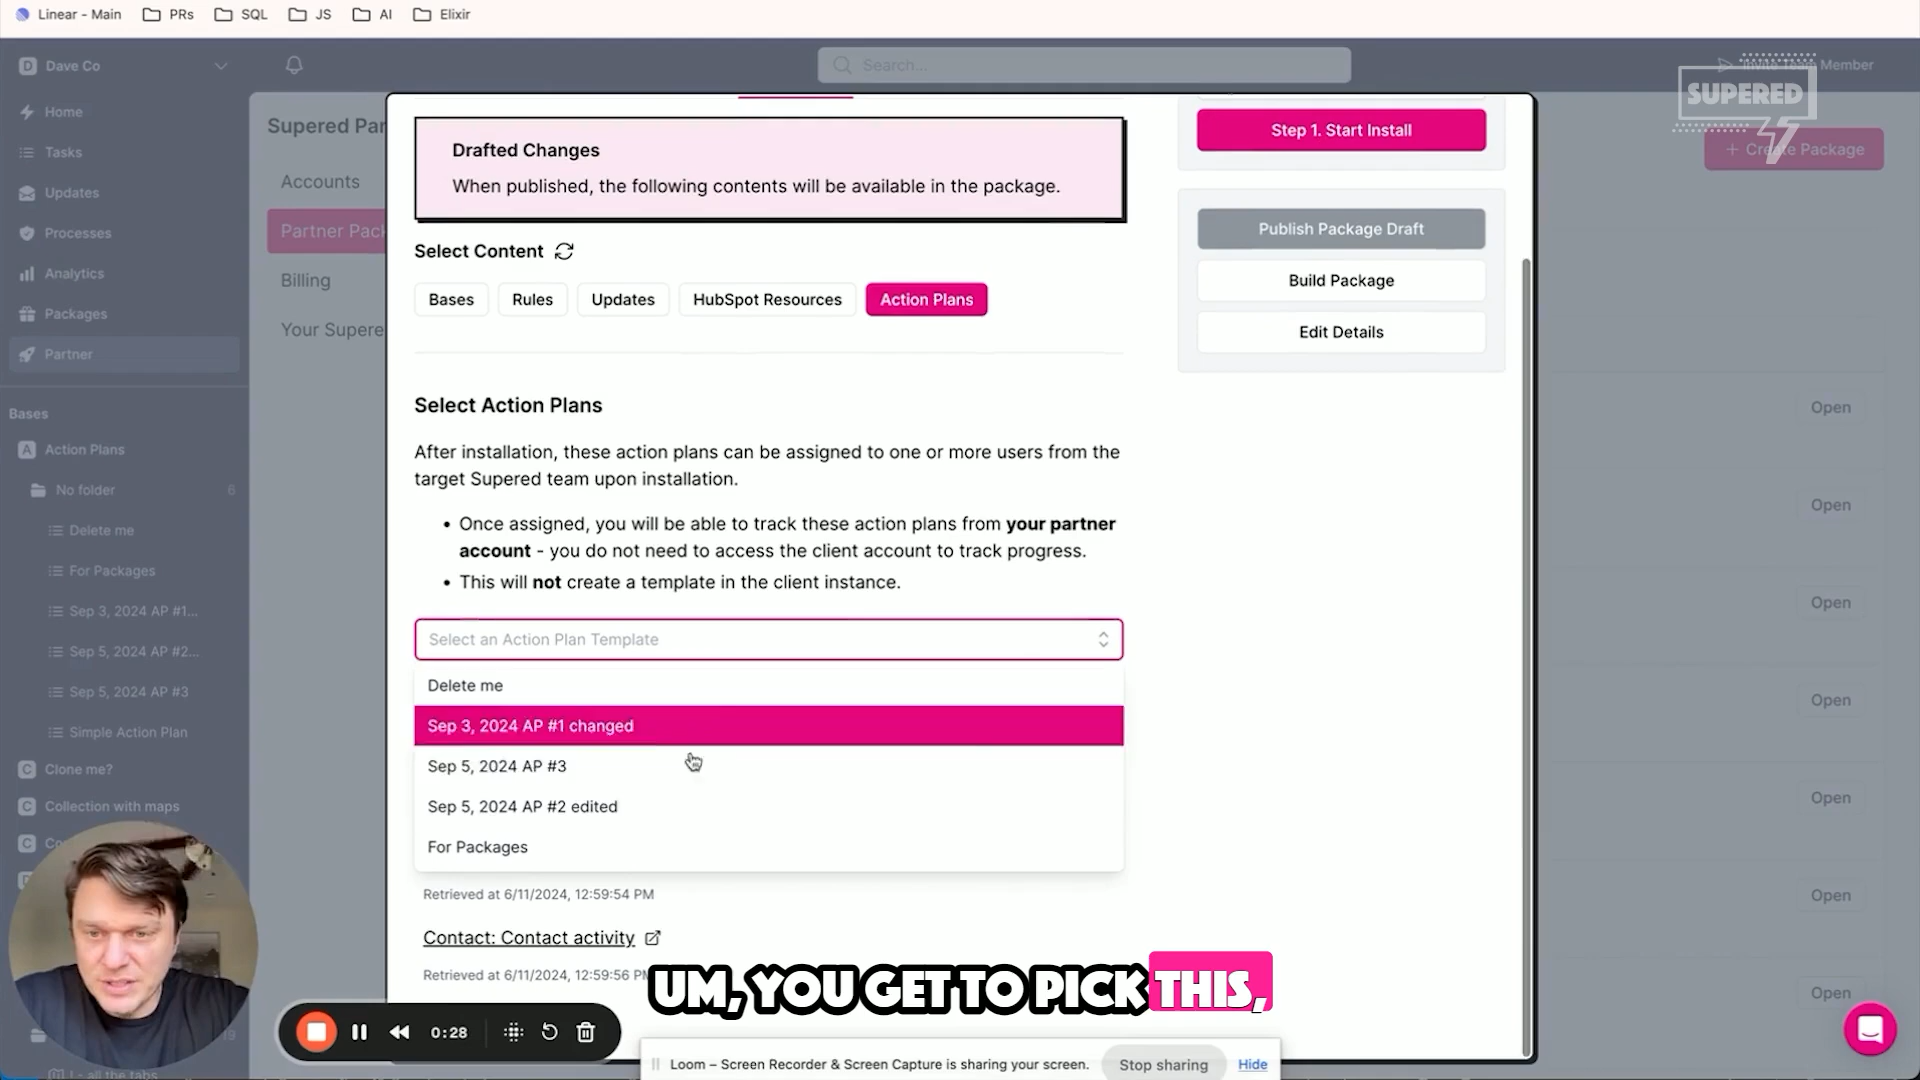 Linear - Main
PRs
SQL
JS
AI
Elixir
Dave Co
Search...
Invite Team Member
SUPERED
Home
Tasks
Updates
Processes
Analytics
Packages
Partner
Bases
Action Plans
No folder
6
Delete me
For Packages
Sep 3, 2024 AP #1...
Sep 5, 2024 AP #2...
Sep 5, 2024 AP #3
Simple Action Plan
Clone me?
Collection with maps
Supered Par
Accounts
Partner Pack
Billing
Your Supere
+ Create Package
Drafted Changes
When published, the following contents will be available in the package.
Select Content
Bases
Rules
Updates
HubSpot Resources
Action Plans
Select Action Plans
After installation, these action plans can be assigned to one or more users from the
target Supered team upon installation.
• Once assigned, you will be able to track these action plans from your partner
account - you do not need to access the client account to track progress.
• This will not create a template in the client instance.
Select an Action Plan Template
Delete me
Sep 3, 2024 AP #1 changed
Sep 5, 2024 AP #3
Sep 5, 2024 AP #2 edited
For Packages
Retrieved at 6/11/2024, 12:59:54 PM
Contact: Contact activity
Retrieved at 6/11/2024, 12:59:56 PM
Step 1. Start Install
Publish Package Draft
Build Package
Edit Details
Open
Open
Open
Open
Open
Open
Open
UM, YOU GET TO PICK THIS,
0:28
Loom – Screen Recorder & Screen Capture is sharing your screen.
Stop sharing
Hide
! - all the tabs